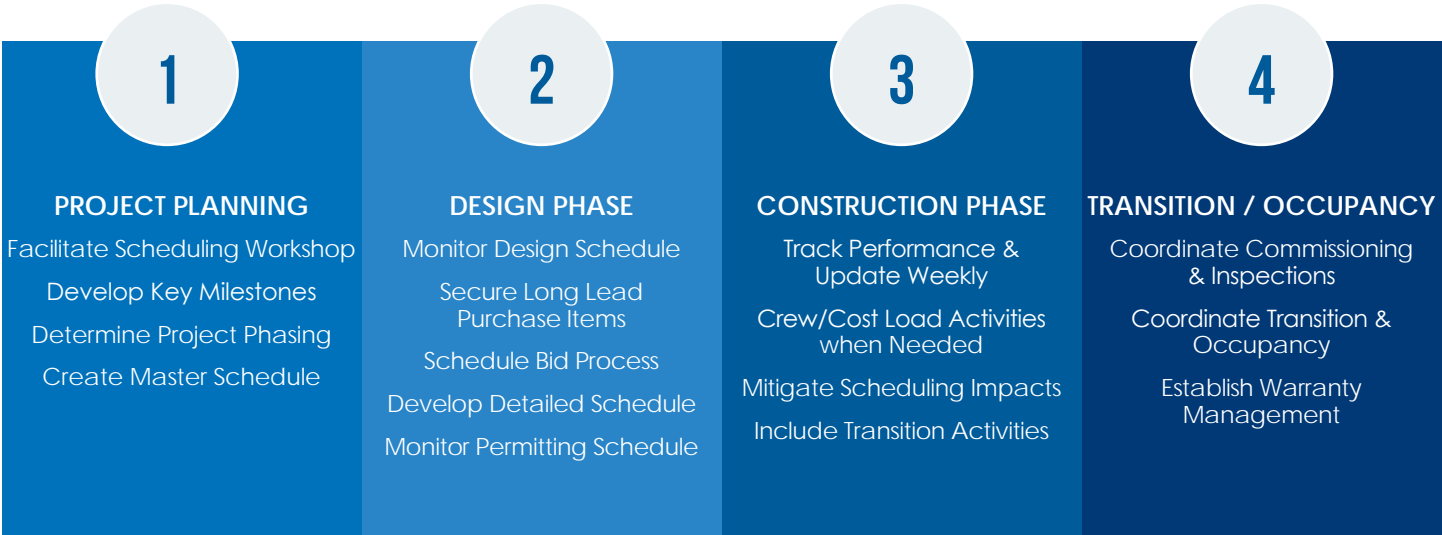 1
PROJECT PLANNING
Facilitate Scheduling Workshop
Develop Key Milestones
Determine Project Phasing
Create Master Schedule
2
DESIGN PHASE
Monitor Design Schedule
Secure Long Lead
Purchase Items
Schedule Bid Process
Develop Detailed Schedule
Monitor Permitting Schedule
3
CONSTRUCTION PHASE
Track Performance &
Update Weekly
Crew/Cost Load Activities
when Needed
Mitigate Scheduling Impacts
Include Transition Activities
4
TRANSITION / OCCUPANCY
Coordinate Commissioning
& Inspections
Coordinate Transition &
Occupancy
Establish Warranty
Management